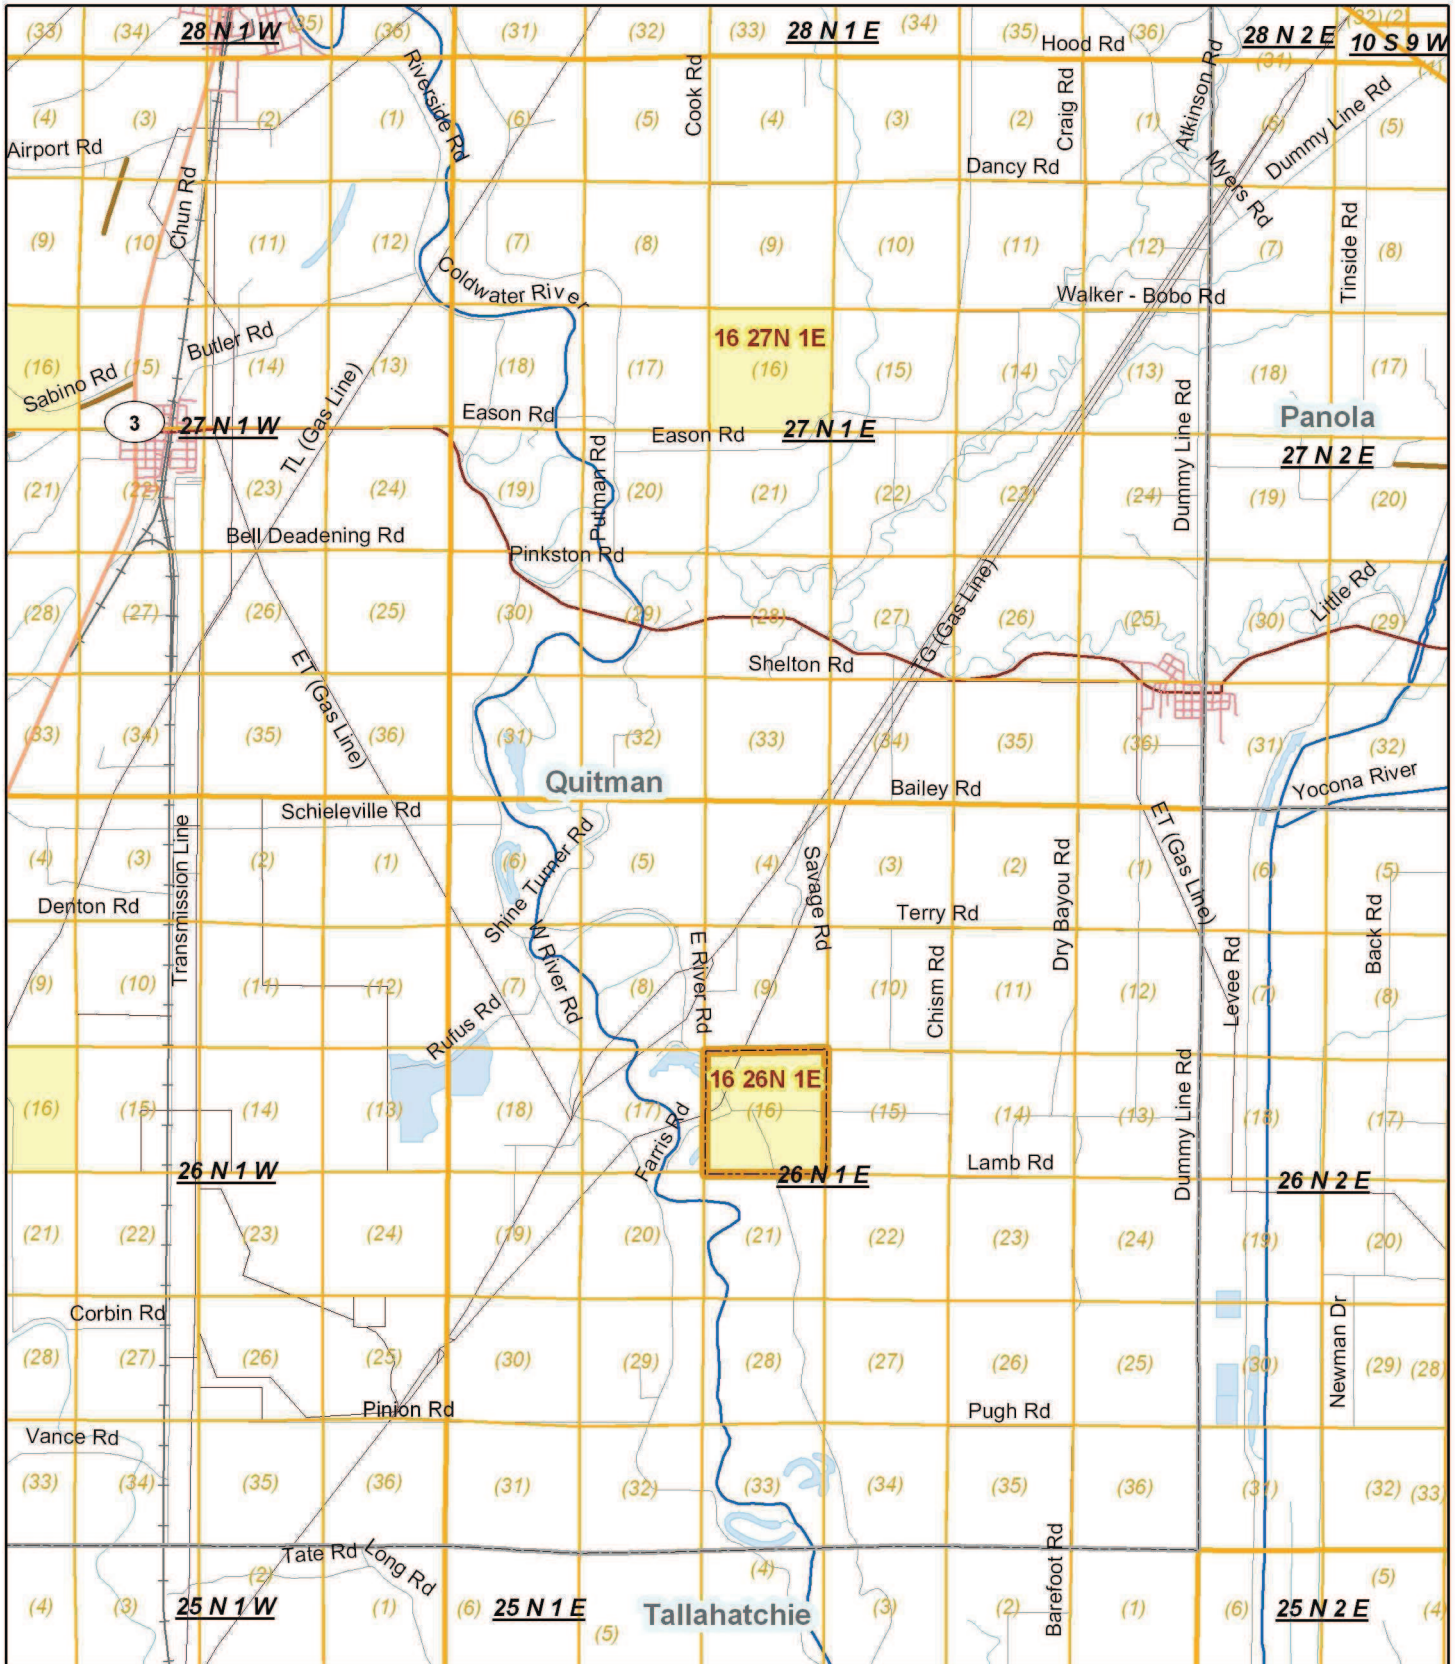 (33) (34) 28 N 1 W (35) (36) (31) (32) (33) 28 N 1 E (34) (35) Hood Rd (36) 28 N 2 E (32) (2)
10 S 9 W
(31) (1)
Riverside Rd
Cook Rd
Craig Rd
Atkinson Rd
(4) (3) (2) (1) (6) (5) (4) (3) (2) (1) (6) (5)
Airport Rd
Dancy Rd
Myers Rd
Dummy Line Rd
Chun Rd
Tinside Rd
(9) (10) (11) (12) (7) (8) (9) (10) (11) (12) (7) (8)
Coldwater River
Walker - Bobo Rd
Butler Rd
16 27N 1E
(16) (15) (14) (13) (18) (17) (16) (15) (14) (13) (18) (17)
Sabino Rd
TL (Gas Line)
Dummy Line Rd
3
27 N 1 W
Eason Rd
Eason Rd
27 N 1 E
Panola
27 N 2 E
Putman Rd
(21) (22) (23) (24) (19) (20) (21) (22) (23) (24) (19) (20)
Bell Deadening Rd
Pinkston Rd
TG (Gas Line)
Little Rd
(28) (27) (26) (25) (30) (29) (28) (27) (26) (25) (30) (29)
ET (Gas Line)
Shelton Rd
(33) (34) (35) (36) (31) (32) (33) (34) (35) (36) (31) (32)
Quitman
Bailey Rd
Yocona River
Schieleville Rd
ET (Gas Line)
Transmission Line
Shine Turner Rd
Savage Rd
Dry Bayou Rd
(4) (3) (2) (1) (6) (5) (4) (3) (2) (1) (6) (5)
Denton Rd
Terry Rd
W River Rd
E River Rd
Chism Rd
Levee Rd
Back Rd
(9) (10) (11) (12) (7) (8) (9) (10) (11) (12) (7) (8)
Rufus Rd
16 26N 1E
(16) (15) (14) (13) (18) (17) (16) (15) (14) (13) (18) (17)
Farris Rd
Dummy Line Rd
26 N 1 W
26 N 1 E
Lamb Rd
26 N 2 E
(21) (22) (23) (24) (19) (20) (21) (22) (23) (24) (19) (20)
Corbin Rd
Newman Dr
(28) (27) (26) (25) (30) (29) (28) (27) (26) (25) (30) (29) (28)
Pinion Rd
Pugh Rd
Vance Rd
(33) (34) (35) (36) (31) (32) (33) (34) (35) (36) (31) (32) (33)
Tate Rd
Long Rd
Barefoot Rd
(2) (4) (5)
(4) (3) 25 N 1 W (1) (6) 25 N 1 E Tallahatchie (3) (2) (1) (6) 25 N 2 E (4)
(5)